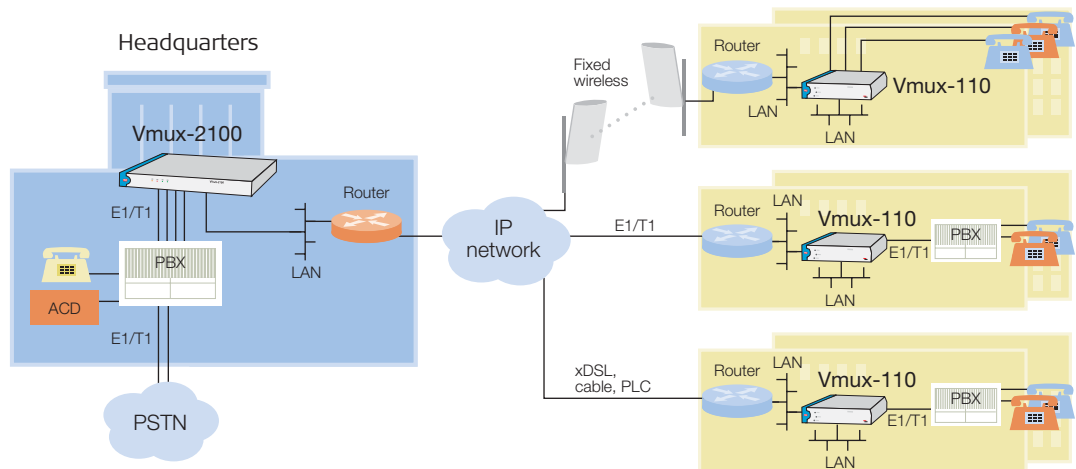 Headquarters
Vmux-2100
E1/T1
Router
LAN
PBX
ACD
E1/T1
PSTN
IP
network
Fixed
wireless
Router
LAN
Vmux-110
LAN
E1/T1
Router
LAN
Vmux-110
E1/T1
PBX
LAN
xDSL,
cable, PLC
Router
LAN
Vmux-110
E1/T1
PBX
LAN